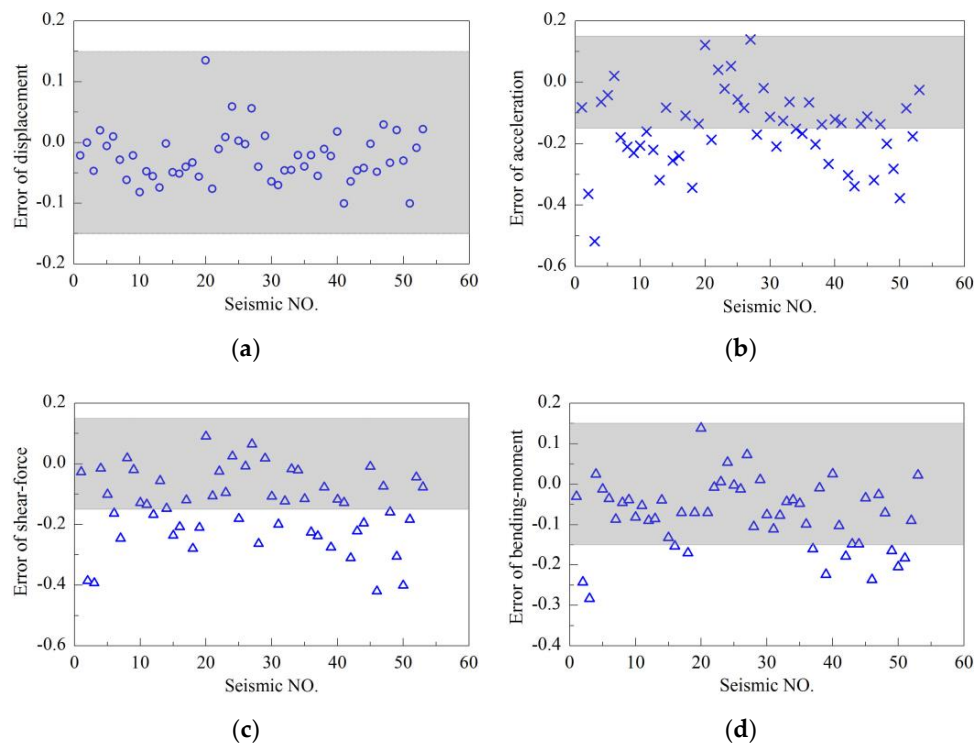 0.2
0.1
0.0
-0.1
-0.2
0 10 20 30 40 50 60
Error of displacement
Seismic NO.
(a)
0.2
0.0
-0.2
-0.4
-0.6
0 10 20 30 40 50 60
Error of acceleration
Seismic NO.
(b)
0.2
0.0
-0.2
-0.4
-0.6
0 10 20 30 40 50 60
Error of shear-force
Seismic NO.
(c)
0.2
0.1
0.0
-0.1
-0.2
-0.3
-0.4
0 10 20 30 40 50 60
Error of bending-moment
Seismic NO.
(d)